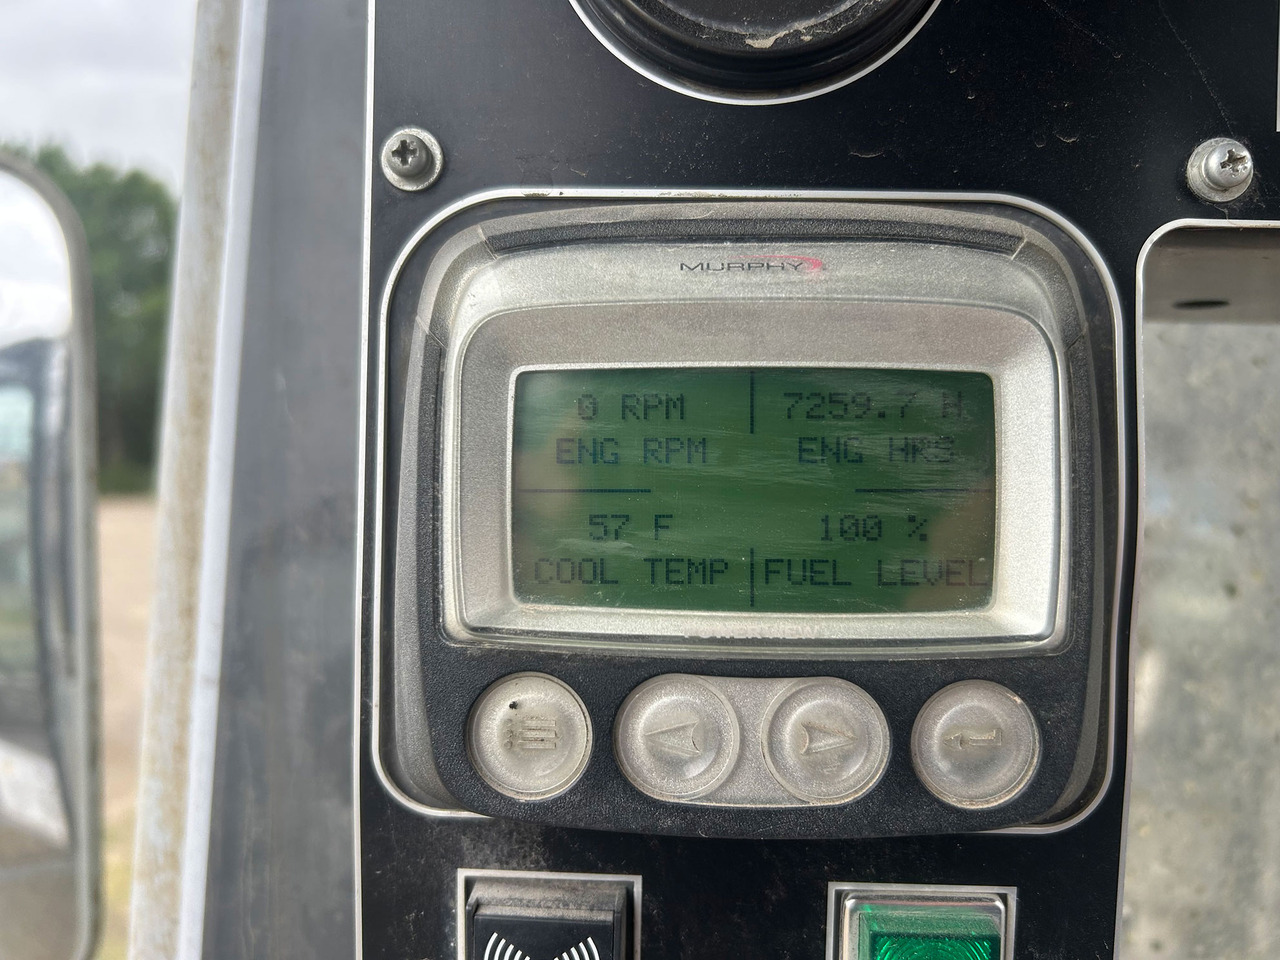 MURPHY
0 RPM
ENG RPM
7259.7 H
ENG HRS
57 F
COOL TEMP
100 %
FUEL LEVEL